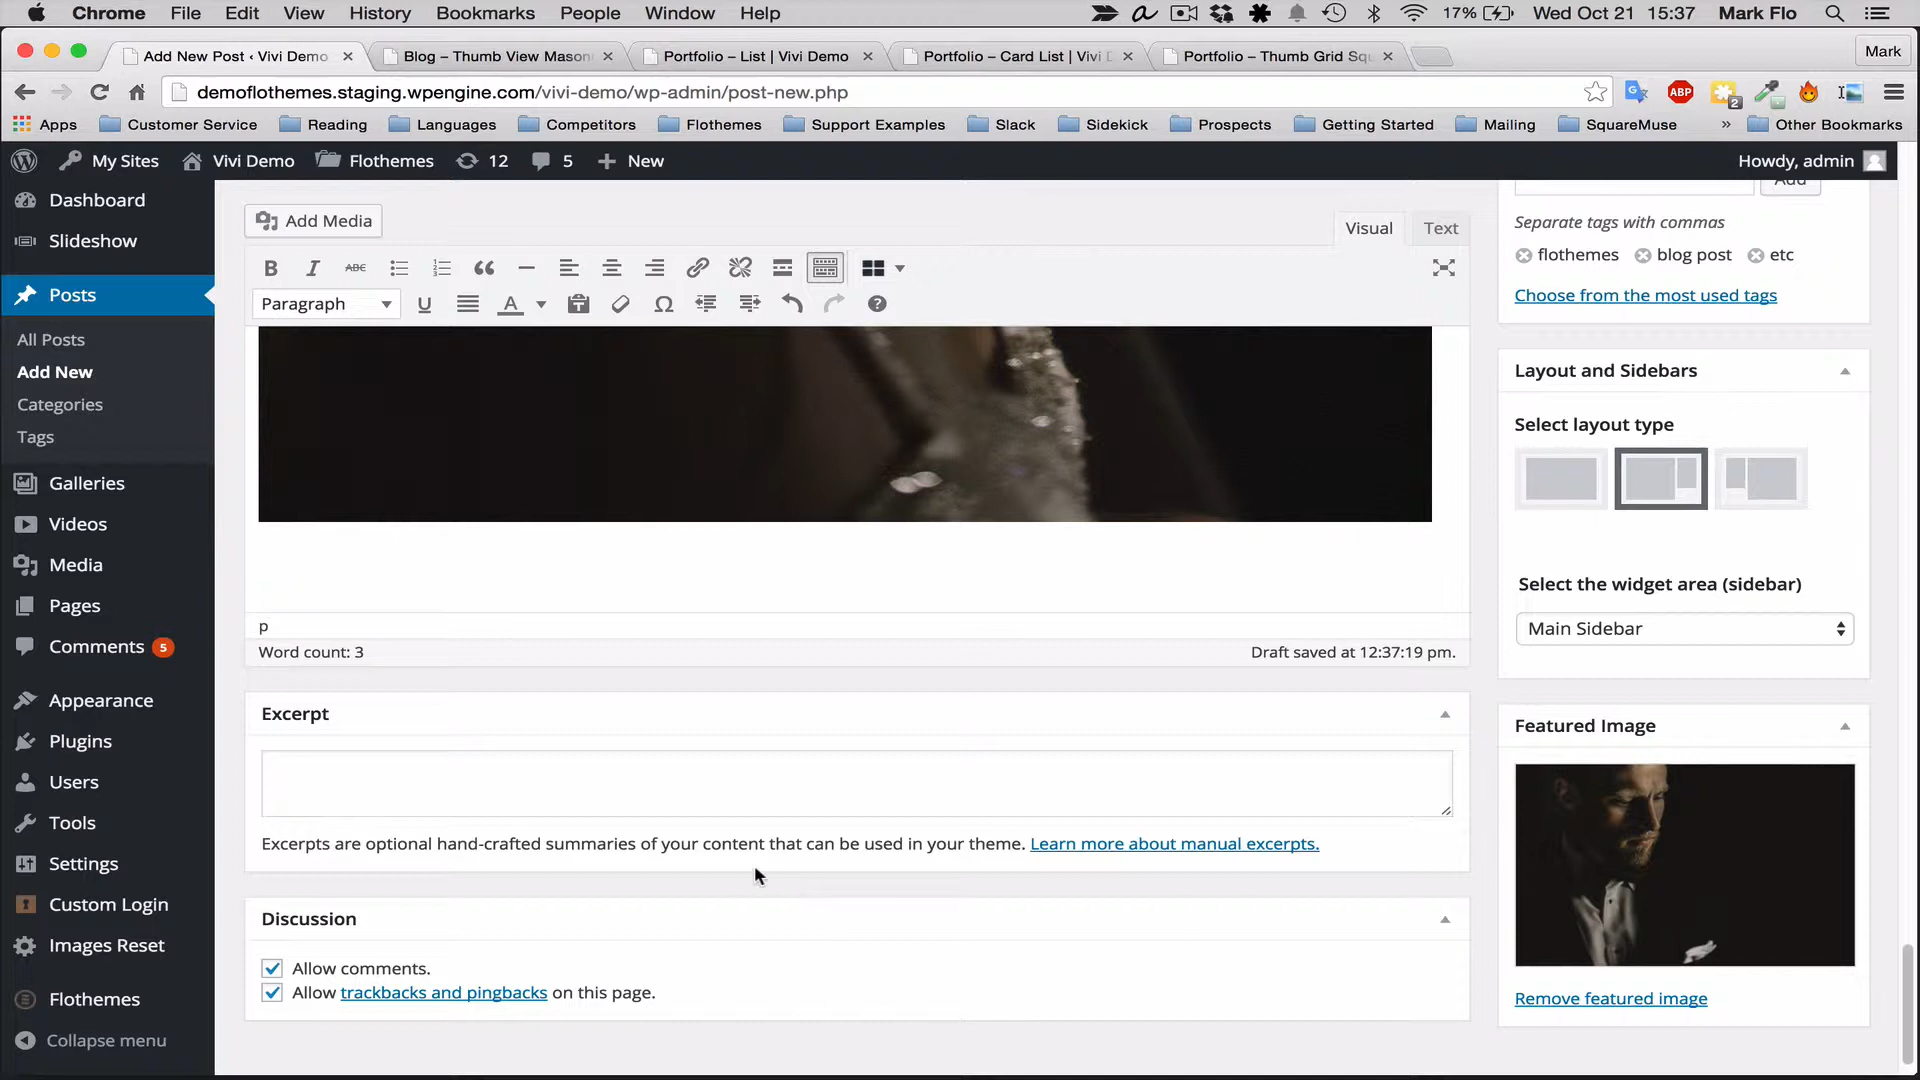 Chrome File Edit View History Bookmarks People Window Help 17% Wed Oct 21 15:37 Mark Flo
Add New Post ‹ Vivi Demo Blog – Thumb View Mason Portfolio – List | Vivi Demo Portfolio – Card List | Vivi D Portfolio – Thumb Grid Squ Mark
demoflothemes.staging.wpengine.com/vivi-demo/wp-admin/post-new.php ABP 2
Apps Customer Service Reading Languages Competitors Flothemes Support Examples Slack Sidekick Prospects Getting Started Mailing SquareMuse » Other Bookmarks
My Sites Vivi Demo Flothemes 12 5 New Howdy, admin
Dashboard
Slideshow
Posts
All Posts
Add New
Categories
Tags
Galleries
Videos
Media
Pages
Comments 5
Appearance
Plugins
Users
Tools
Settings
Custom Login
Images Reset
Flothemes
Collapse menu
Add Media
Visual Text
B I ABC
Paragraph U A Ω ?
p
Word count: 3 Draft saved at 12:37:19 pm.
Excerpt
Excerpts are optional hand-crafted summaries of your content that can be used in your theme. Learn more about manual excerpts.
Discussion
Allow comments.
Allow trackbacks and pingbacks on this page.
Add
Separate tags with commas
flothemes blog post etc
Choose from the most used tags
Layout and Sidebars
Select layout type
Select the widget area (sidebar)
Main Sidebar
Featured Image
Remove featured image